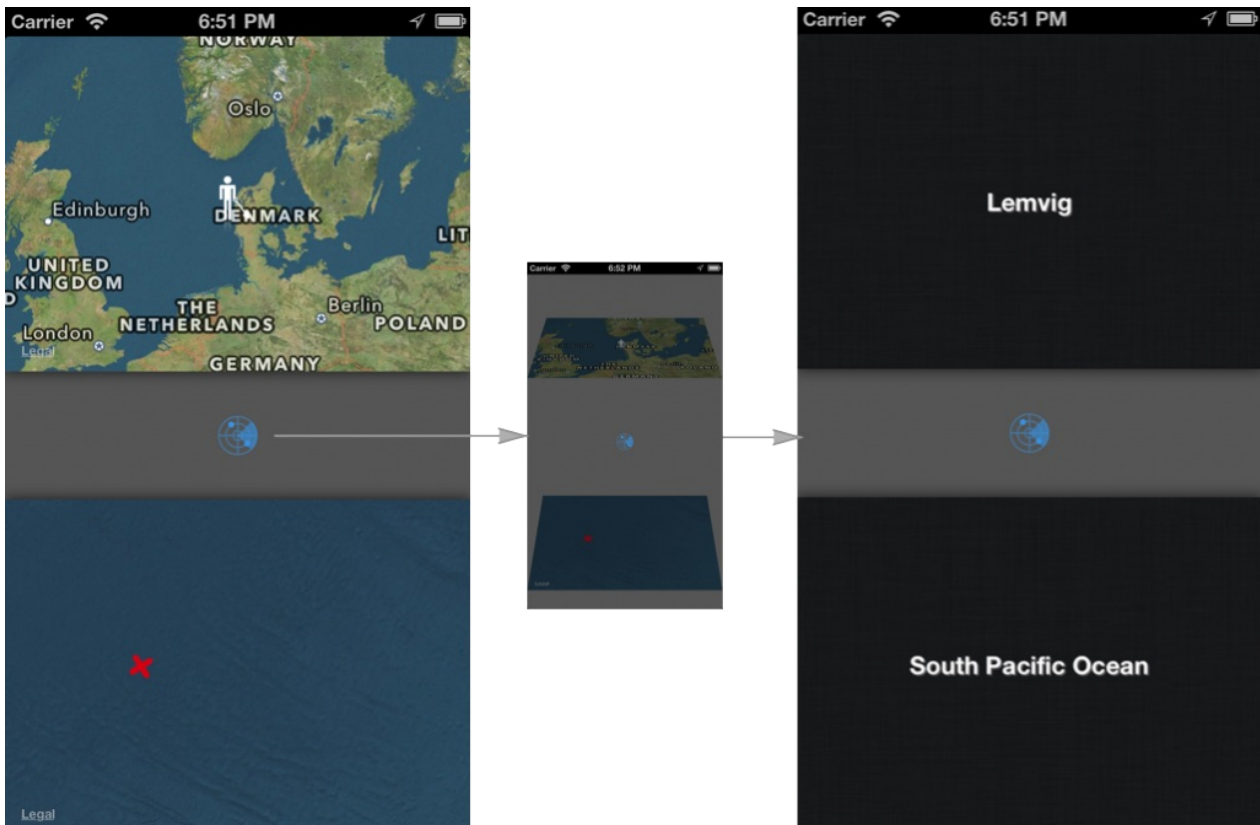 Carrier 6:51 PM
NORWAY
Oslo
Edinburgh
DENMARK
LIT
UNITED
KINGDOM
D
THE
NETHERLANDS
Berlin
POLAND
London
Legal
GERMANY
Legal
Carrier 6:52 PM
Legal
Carrier 6:51 PM
Lemvig
South Pacific Ocean